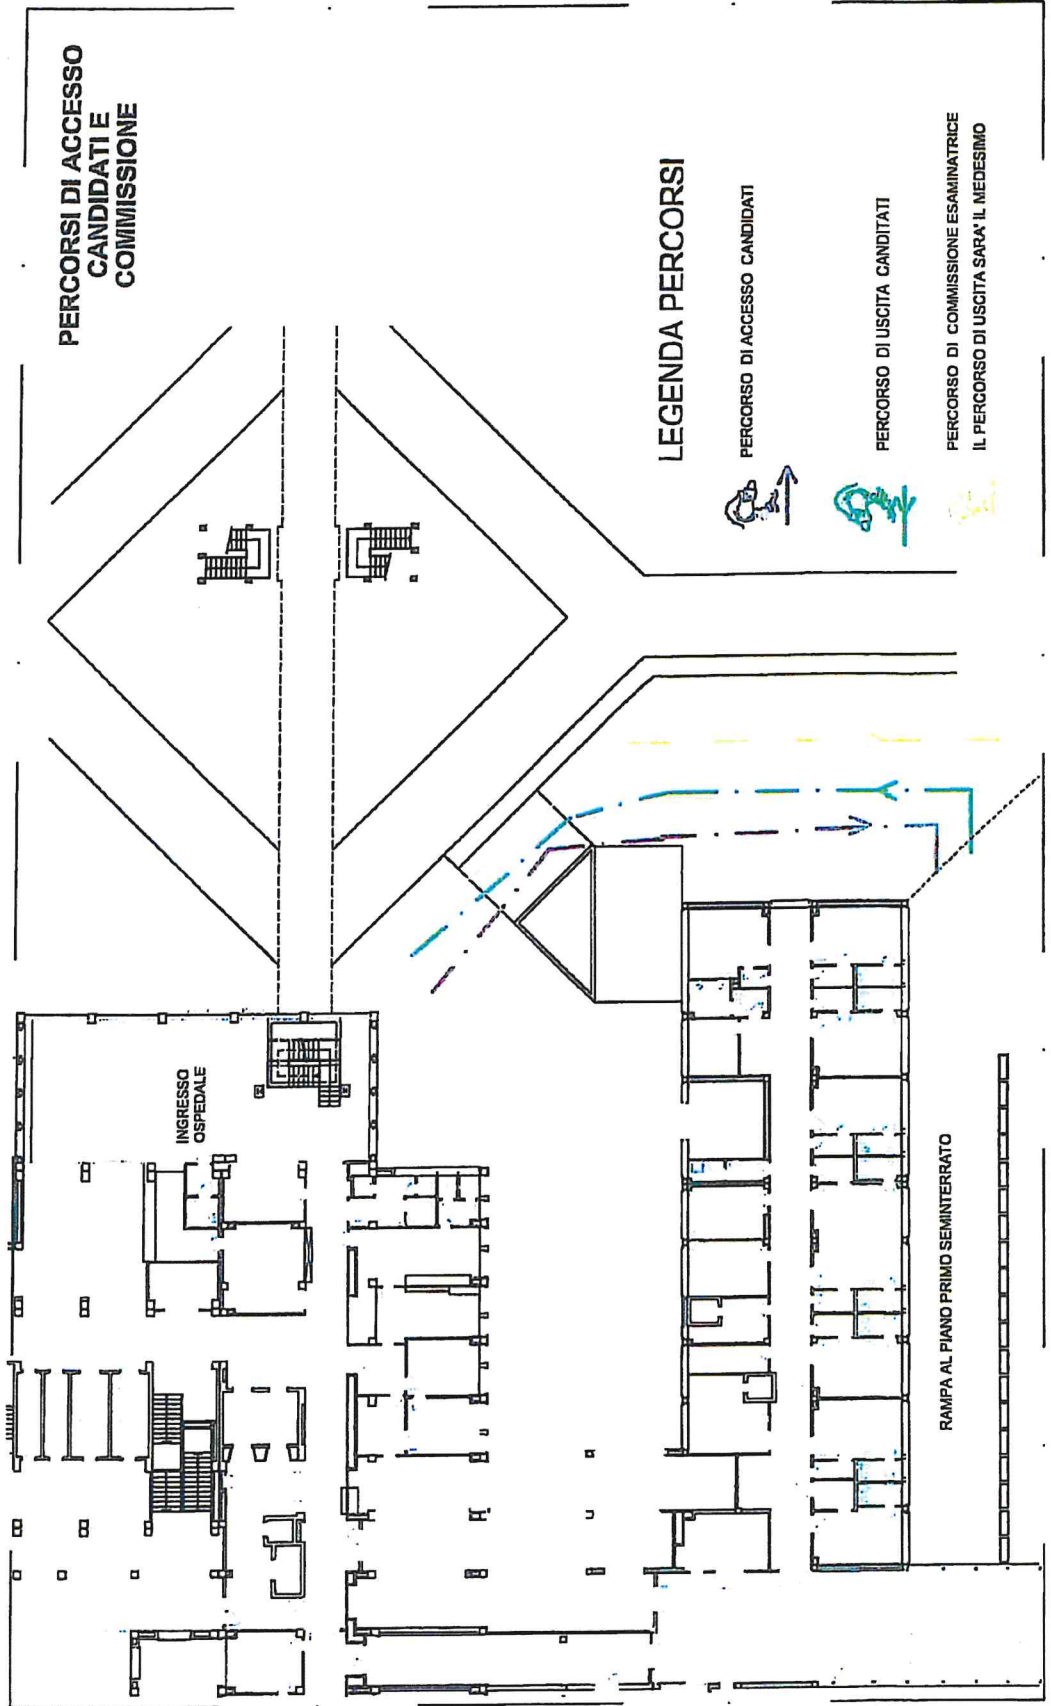 PERCORSI DI ACCESSO
CANDIDATI E
COMMISSIONE
INGRESSO
OSPEDALE
LEGENDA PERCORSI
PERCORSO DI ACCESSO CANDIDATI
PERCORSO DI USCITA CANDITATI
PERCORSO DI COMMISSIONE ESAMINATRICE
IL PERCORSO DI USCITA SARA' IL MEDESIMO
RAMPA AL PIANO PRIMO SEMINTERRATO